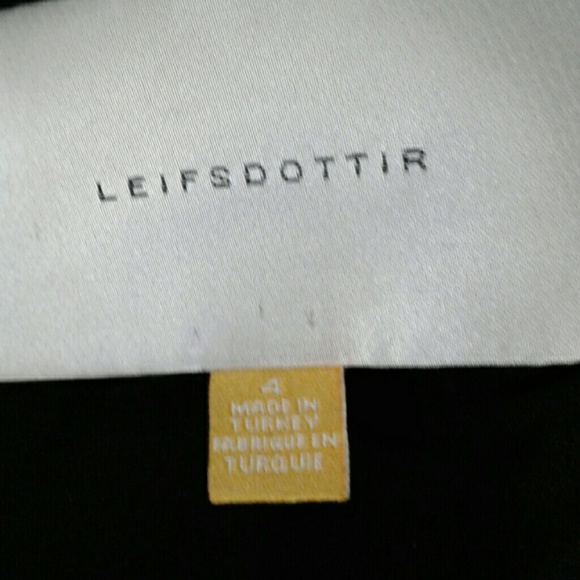 LEIFSDOTTIR
4
MADE IN
TURKEY
FABRIQUE EN
TURQUIE